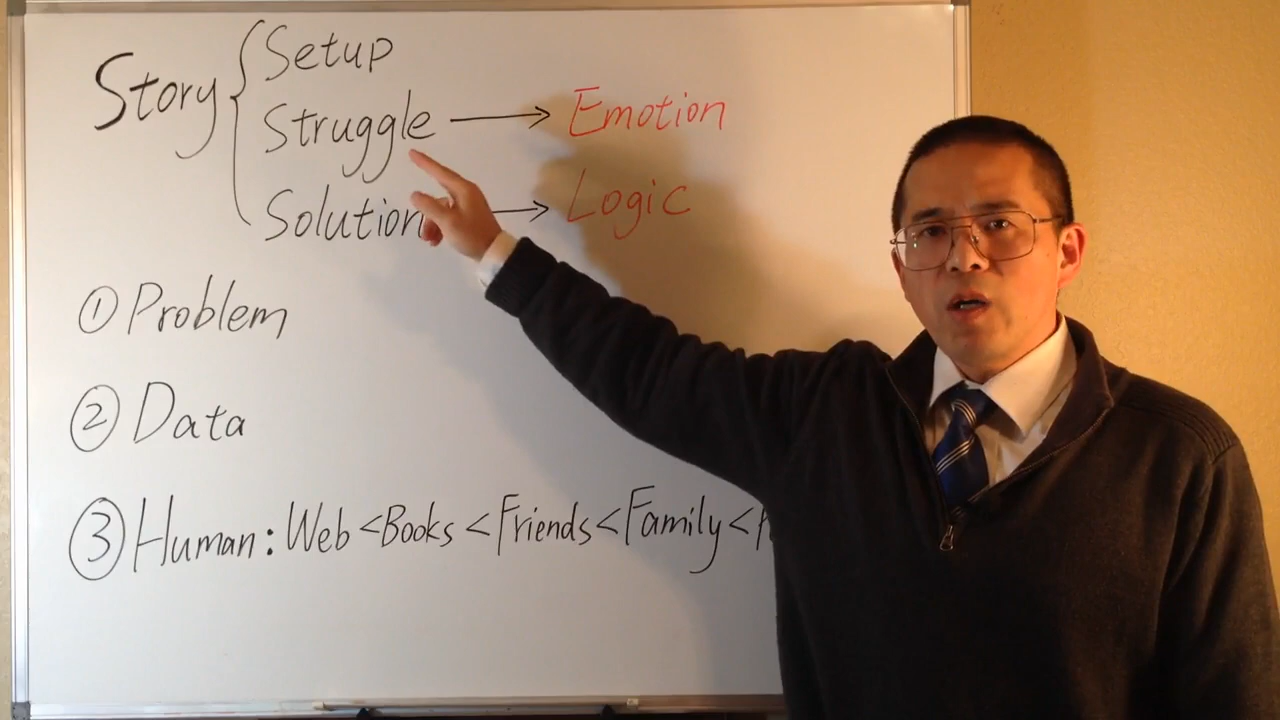 Story { Setup
Struggle → Emotion
Solution → Logic
① Problem
② Data
③ Human: Web < Books < Friends < Family <